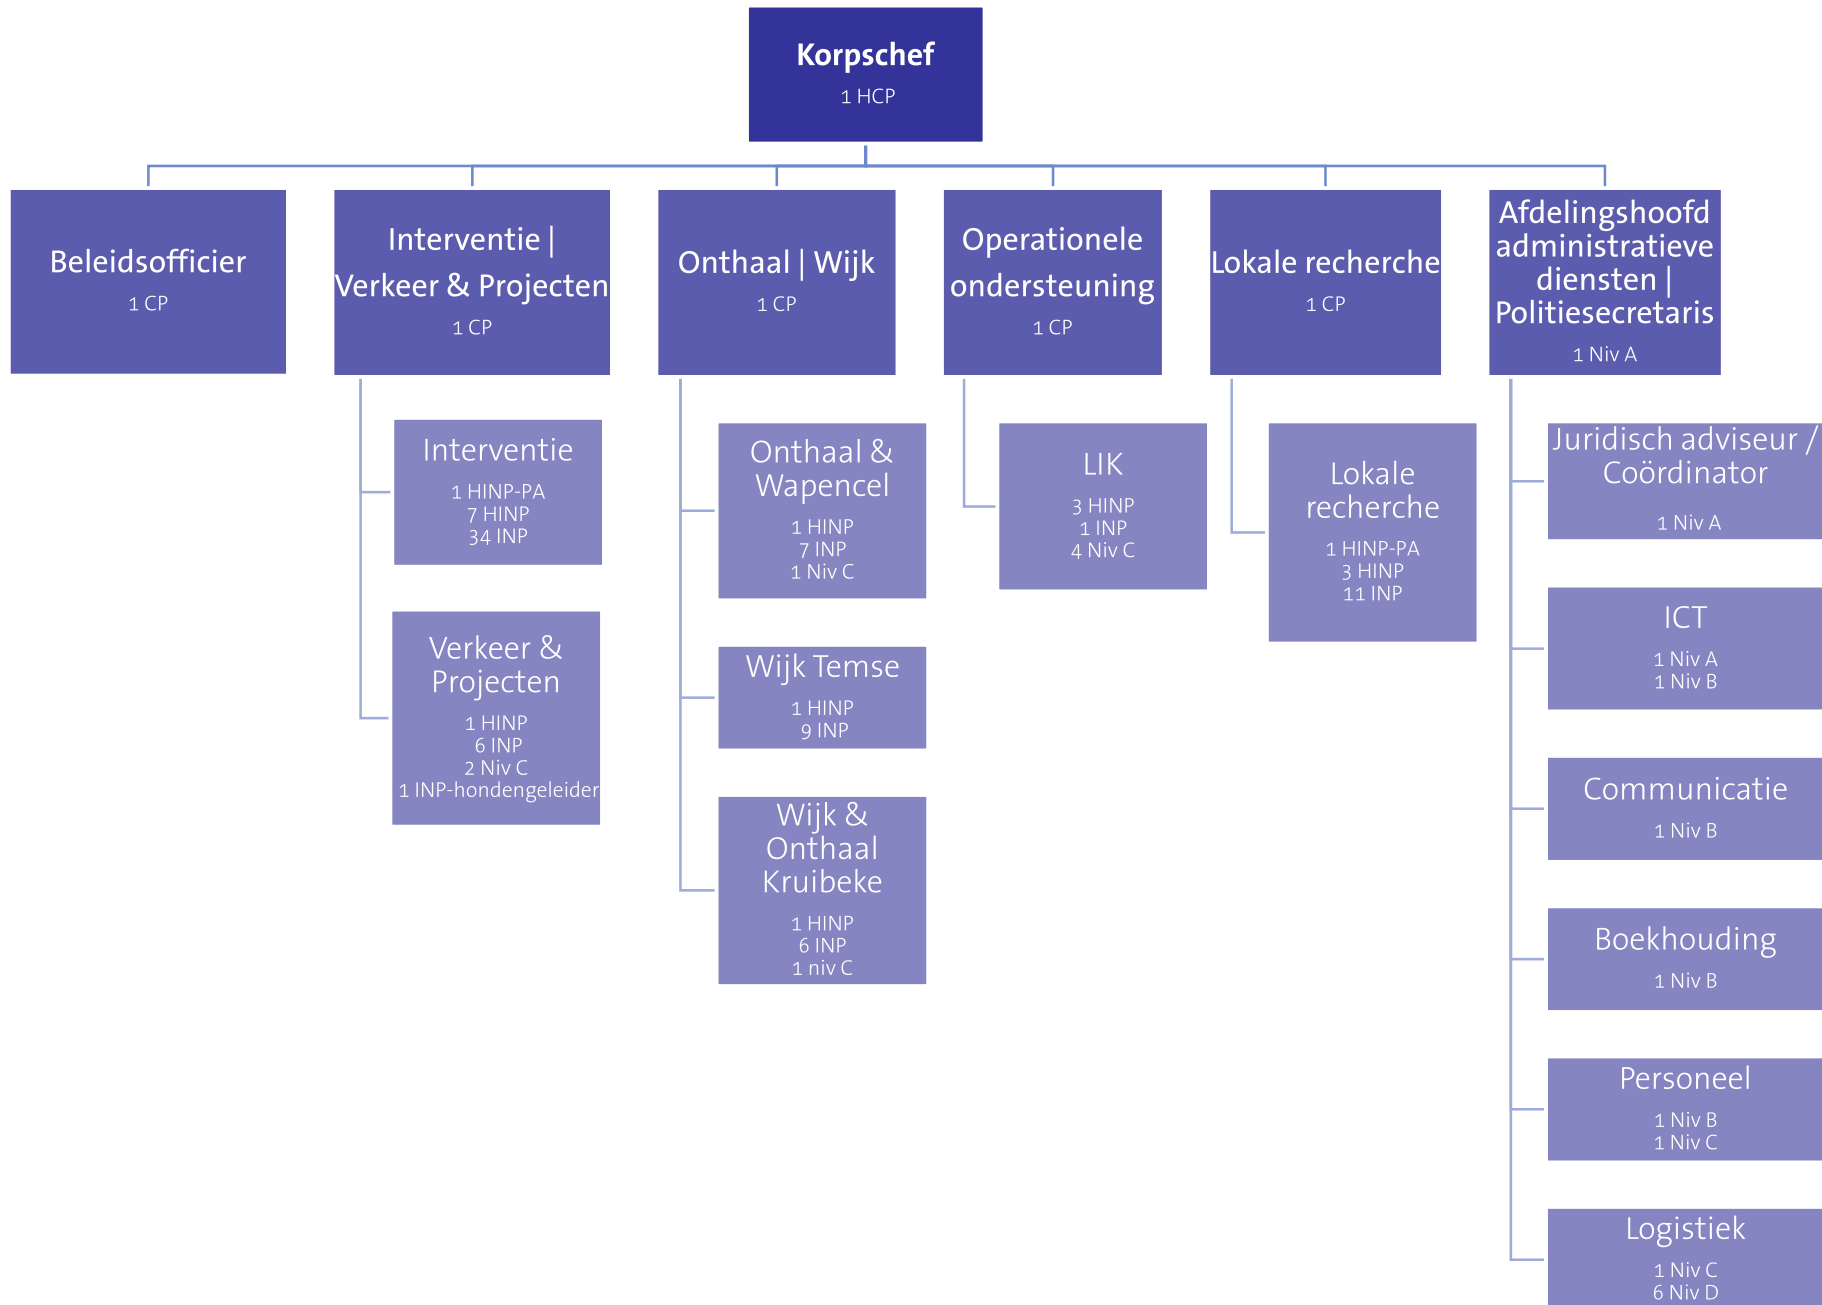 Korpschef
1 HCP
Beleidsofficier
1 CP
Interventie |
Verkeer & Projecten
1 CP
Onthaal | Wijk
1 CP
Operationele
ondersteuning
1 CP
Lokale recherche
1 CP
Afdelingshoofd
administratieve
diensten |
Politiesecretaris
1 Niv A
Interventie
1 HINP-PA
7 HINP
34 INP
Verkeer &
Projecten
1 HINP
6 INP
2 Niv C
1 INP-hondengeleider
Onthaal &
Wapencel
1 HINP
7 INP
1 Niv C
Wijk Temse
1 HINP
9 INP
Wijk &
Onthaal
Kruibeke
1 HINP
6 INP
1 niv C
LIK
3 HINP
1 INP
4 Niv C
Lokale
recherche
1 HINP-PA
3 HINP
11 INP
Juridisch adviseur /
Coördinator
1 Niv A
ICT
1 Niv A
1 Niv B
Communicatie
1 Niv B
Boekhouding
1 Niv B
Personeel
1 Niv B
1 Niv C
Logistiek
1 Niv C
6 Niv D